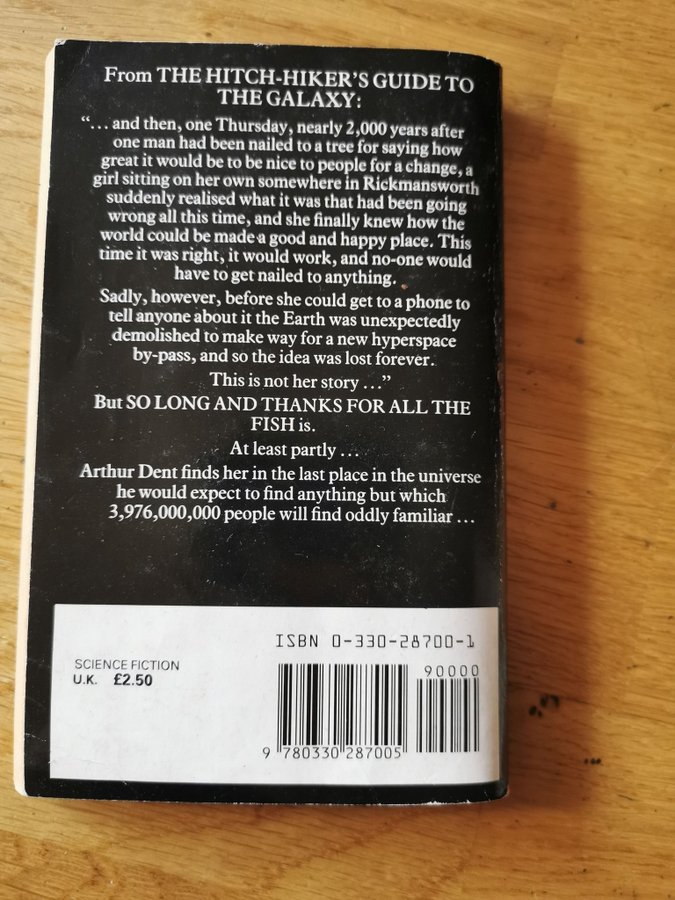 From THE HITCH-HIKER'S GUIDE TO
THE GALAXY:
“... and then, one Thursday, nearly 2,000 years after
one man had been nailed to a tree for saying how
great it would be to be nice to people for a change, a
girl sitting on her own somewhere in Rickmansworth
suddenly realised what it was that had been going
wrong all this time, and she finally knew how the
world could be made a good and happy place. This
time it was right, it would work, and no-one would
have to get nailed to anything.
Sadly, however, before she could get to a phone to
tell anyone about it the Earth was unexpectedly
demolished to make way for a new hyperspace
by-pass, and so the idea was lost forever.
This is not her story ...”
But SO LONG AND THANKS FOR ALL THE
FISH is.
At least partly ...
Arthur Dent finds her in the last place in the universe
he would expect to find anything but which
3,976,000,000 people will find oddly familiar ...
ISBN 0-330-28700-1
SCIENCE FICTION
U.K. £2.50
90000
9 780330 287005